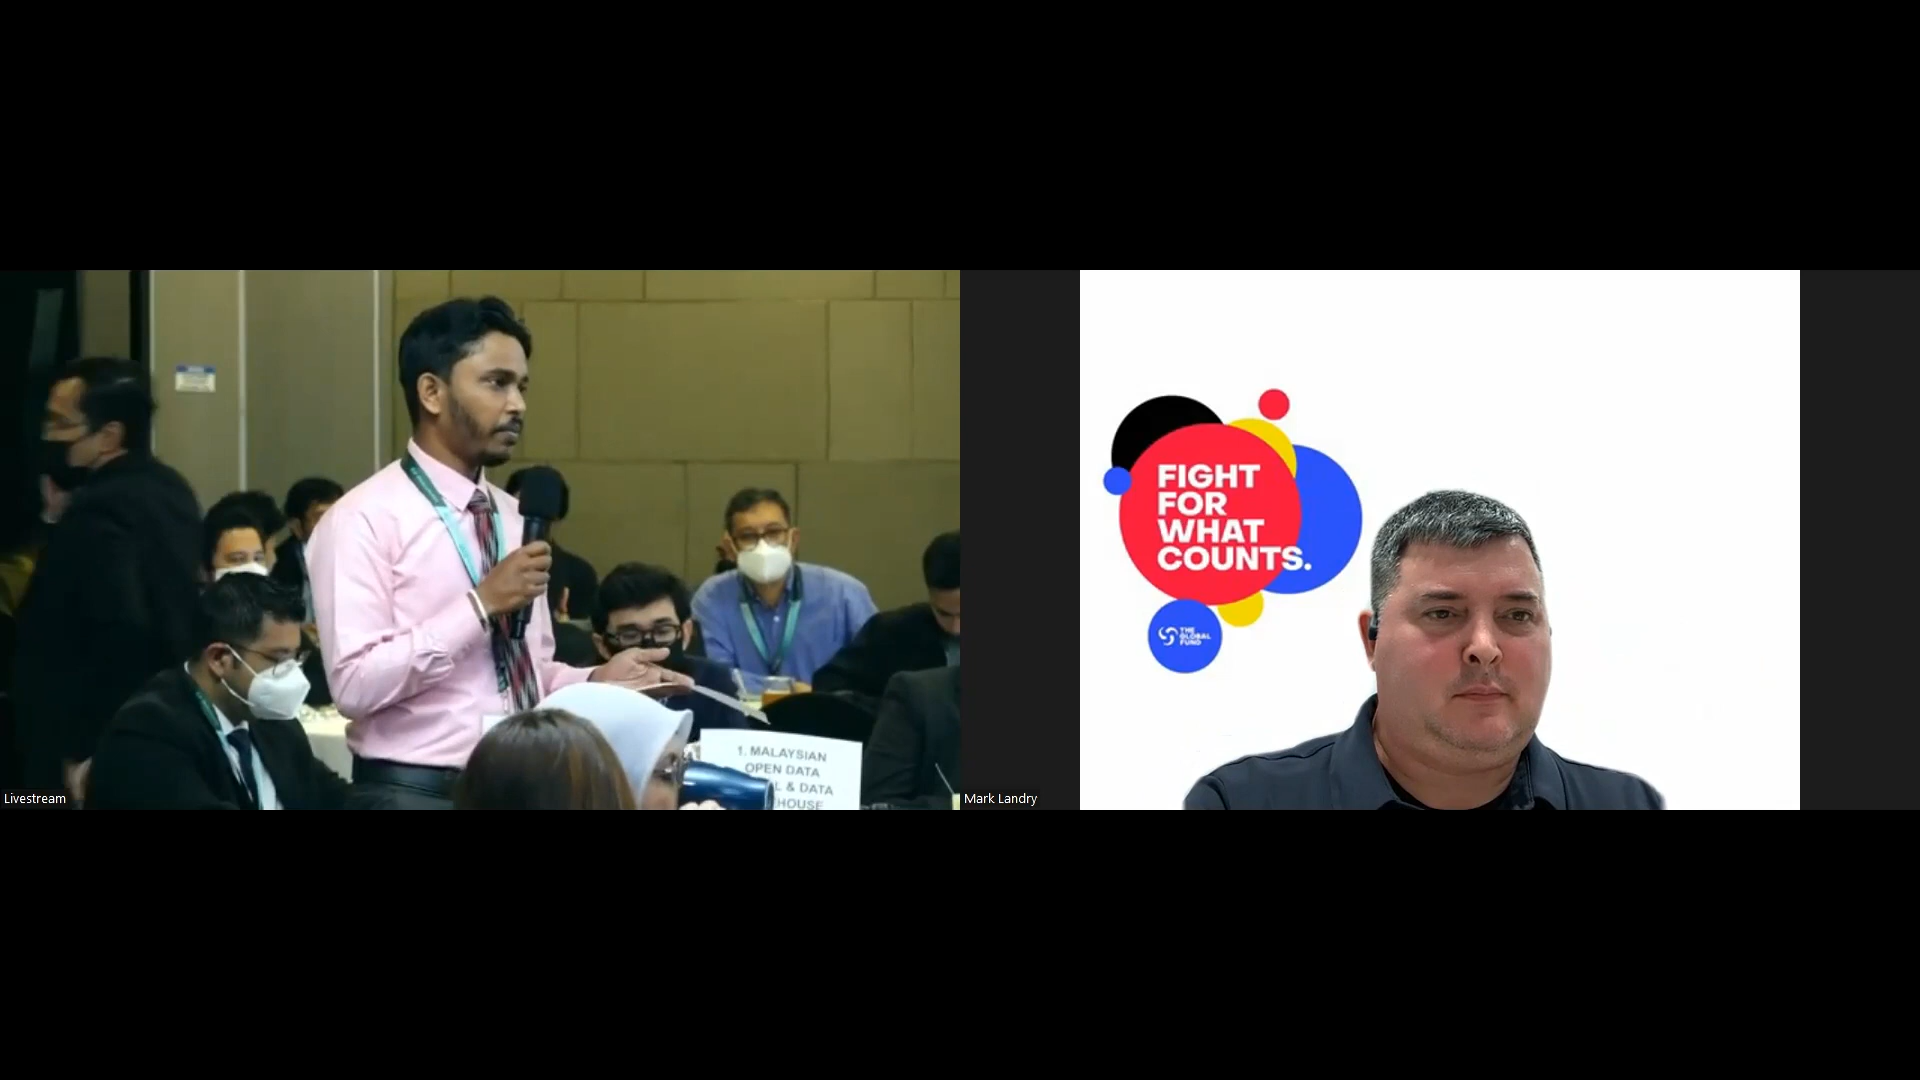 FIGHT
FOR
WHAT
COUNTS.
THE
GLOBAL
FUND
1. MALAYSIAN
OPEN DATA
L & DATA
HOUSE
Livestream
Mark Landry